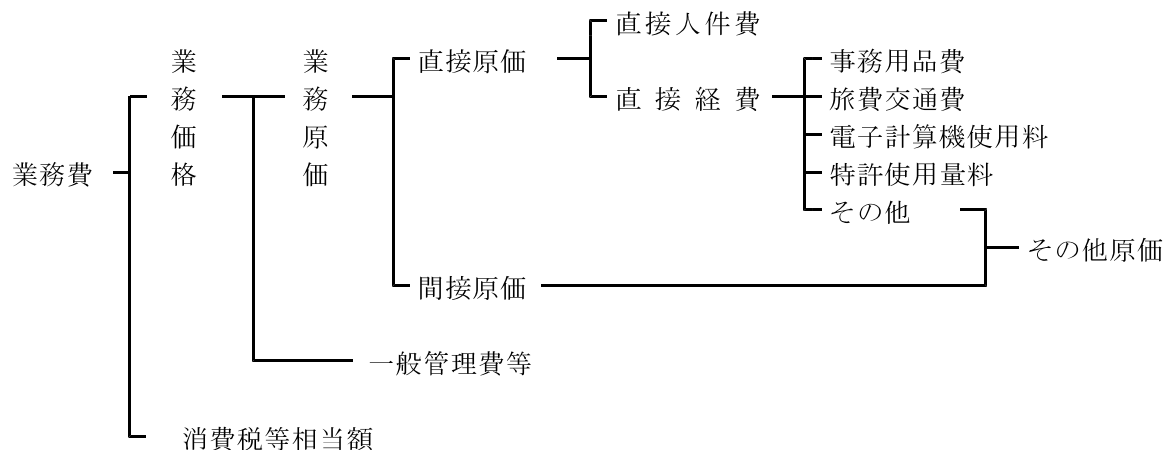 業務費
業務価格
業務原価
直接原価
直接人件費
直接経費
事務用品費
旅費交通費
電子計算機使用料
特許使用量料
その他
その他原価
間接原価
一般管理費等
消費税等相当額